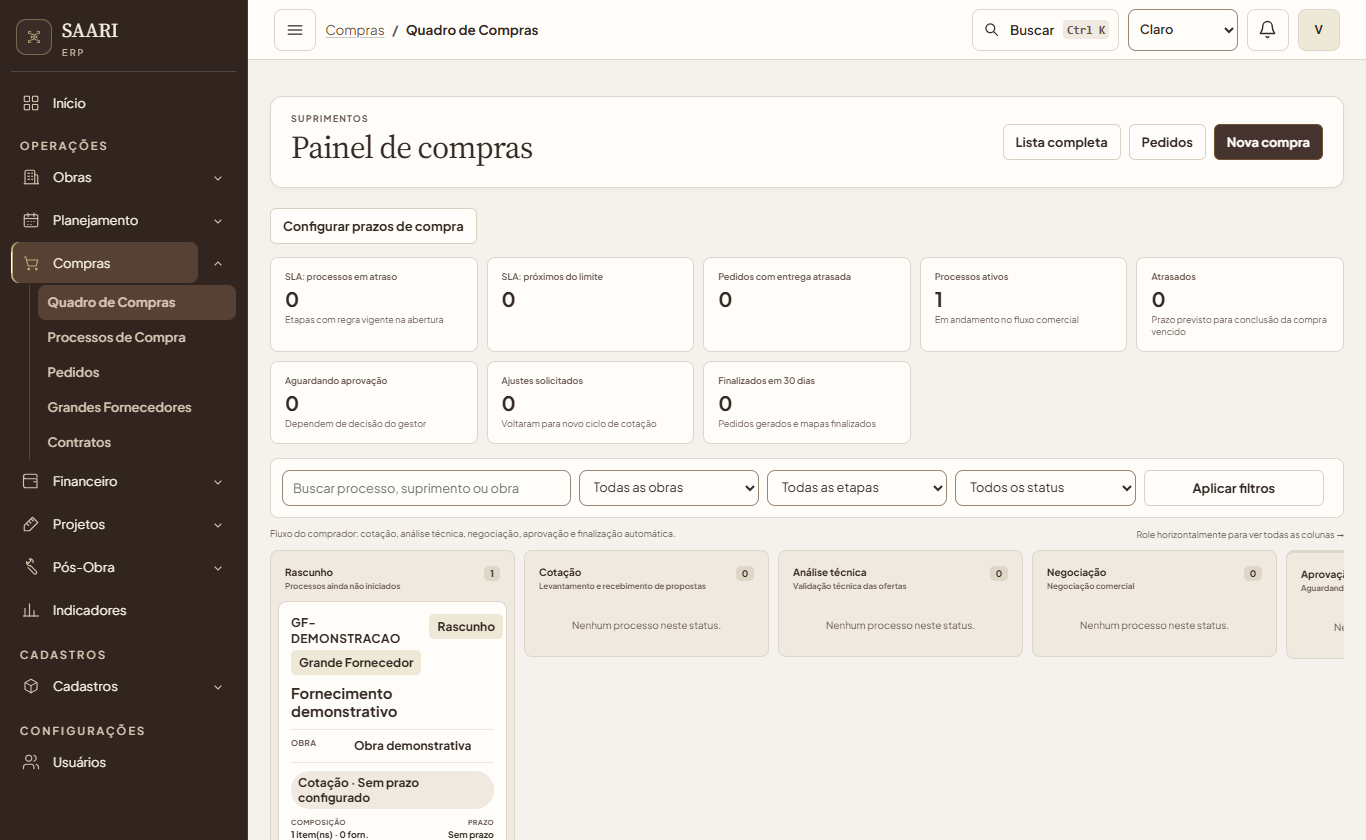 SAARI
ERP
Início
OPERAÇÕES
Obras
Planejamento
Compras
Quadro de Compras
Processos de Compra
Pedidos
Grandes Fornecedores
Contratos
Financeiro
Projetos
Pós-Obra
Indicadores
CADASTROS
Cadastros
CONFIGURAÇÕES
Usuários
Compras / Quadro de Compras
Buscar Ctrl K
Claro
V
SUPRIMENTOS
Painel de compras
Lista completa
Pedidos
Nova compra
Configurar prazos de compra
SLA: processos em atraso
0
Etapas com regra vigente na abertura
SLA: próximos do limite
0
Pedidos com entrega atrasada
0
Processos ativos
1
Em andamento no fluxo comercial
Atrasados
0
Prazo previsto para conclusão da compra
vencido
Aguardando aprovação
0
Dependem de decisão do gestor
Ajustes solicitados
0
Voltaram para novo ciclo de cotação
Finalizados em 30 dias
0
Pedidos gerados e mapas finalizados
Buscar processo, suprimento ou obra
Todas as obras
Todas as etapas
Todos os status
Aplicar filtros
Fluxo do comprador: cotação, análise técnica, negociação, aprovação e finalização automática.
Role horizontalmente para ver todas as colunas →
Rascunho 1
Processos ainda não iniciados
GF-
DEMONSTRACAO
Rascunho
Grande Fornecedor
Fornecimento
demonstrativo
OBRA Obra demonstrativa
Cotação · Sem prazo
configurado
COMPOSIÇÃO PRAZO
1 item(ns) · 0 forn. Sem prazo
Cotação 0
Levantamento e recebimento de propostas
Nenhum processo neste status.
Análise técnica 0
Validação técnica das ofertas
Nenhum processo neste status.
Negociação 0
Negociação comercial
Nenhum processo neste status.
Aprovaç
Aguardand
Ne